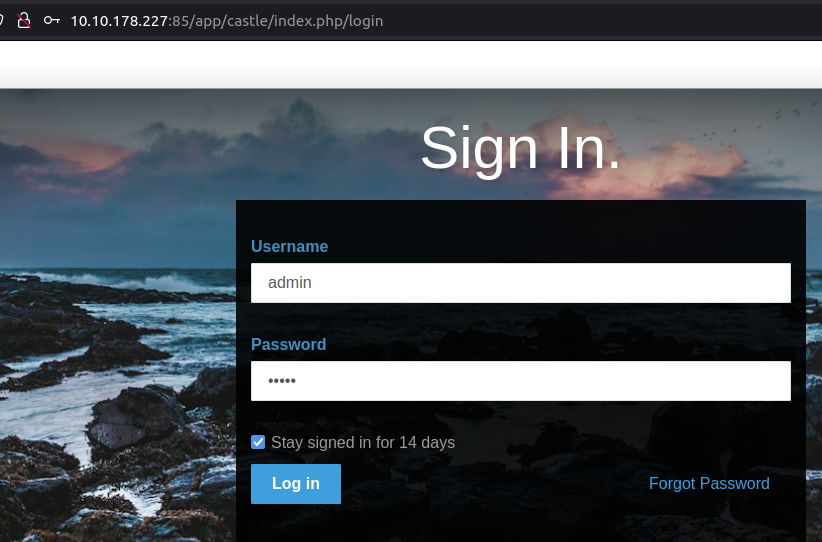 10.10.178.227:85/app/castle/index.php/login
Sign In.
Username
admin
Password
•••••
Stay signed in for 14 days
Log in
Forgot Password